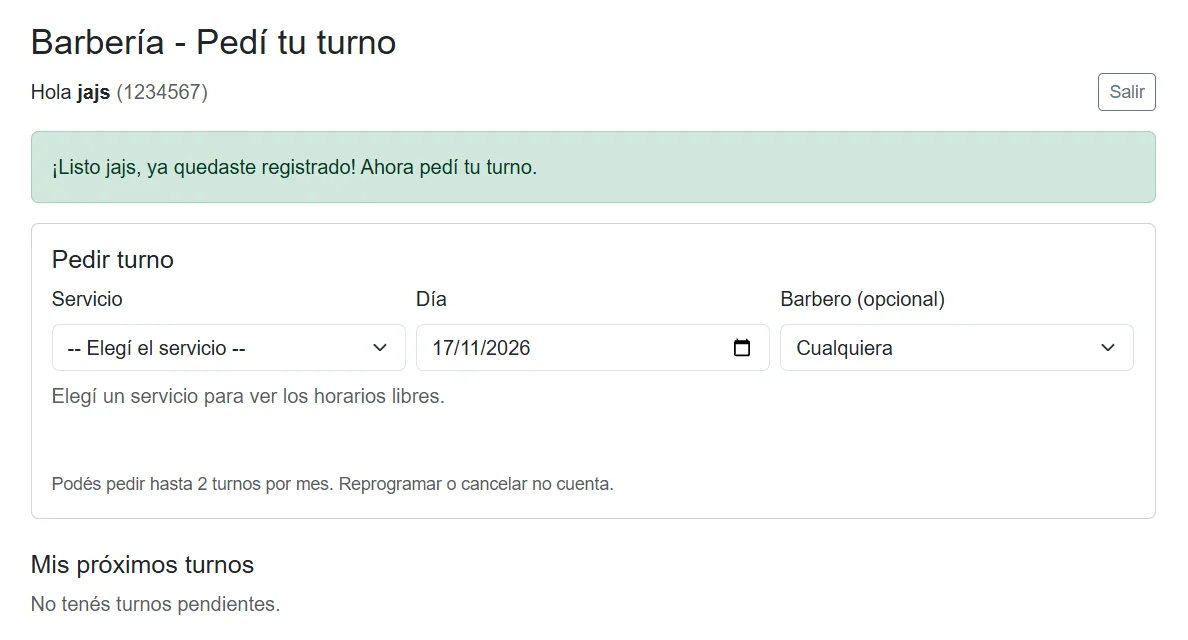 Barbería - Pedí tu turno
Hola jajs (1234567)
Salir
¡Listo jajs, ya quedaste registrado! Ahora pedí tu turno.
Pedir turno
Servicio
Día
Barbero (opcional)
-- Elegí el servicio --
17/11/2026
Cualquiera
Elegí un servicio para ver los horarios libres.
Podés pedir hasta 2 turnos por mes. Reprogramar o cancelar no cuenta.
Mis próximos turnos
No tenés turnos pendientes.